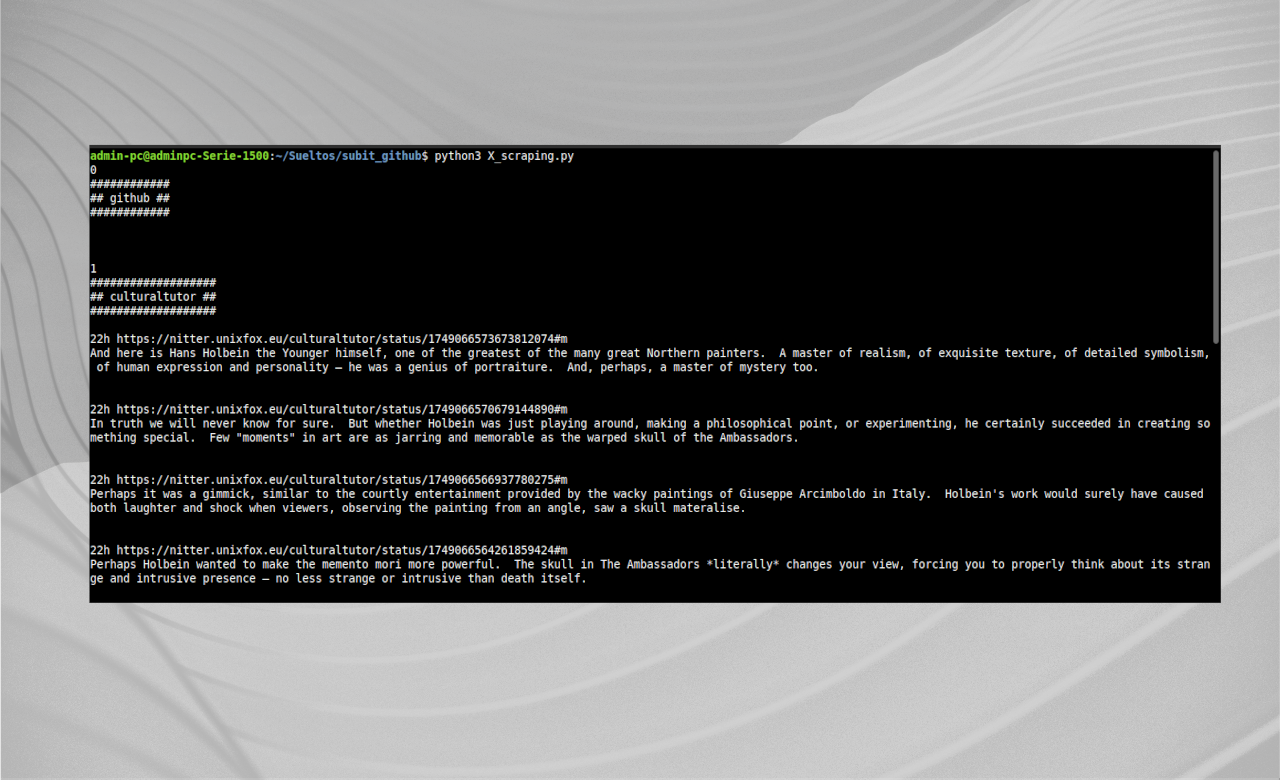 admin-pc@adminpc-Serie-1500:~/Sueltos/subit_github$ python3 X_scraping.py
0
############
## github ##
############
1
###################
## culturaltutor ##
###################
22h https://nitter.unixfox.eu/culturaltutor/status/1749066573673812074#m
And here is Hans Holbein the Younger himself, one of the greatest of the many great Northern painters.  A master of realism, of exquisite texture, of detailed symbolism,
 of human expression and personality — he was a genius of portraiture.  And, perhaps, a master of mystery too.
22h https://nitter.unixfox.eu/culturaltutor/status/1749066570679144890#m
In truth we will never know for sure.  But whether Holbein was just playing around, making a philosophical point, or experimenting, he certainly succeeded in creating so
mething special.  Few "moments" in art are as jarring and memorable as the warped skull of the Ambassadors.
22h https://nitter.unixfox.eu/culturaltutor/status/1749066566937780275#m
Perhaps it was a gimmick, similar to the courtly entertainment provided by the wacky paintings of Giuseppe Arcimboldo in Italy.  Holbein's work would surely have caused
both laughter and shock when viewers, observing the painting from an angle, saw a skull materalise.
22h https://nitter.unixfox.eu/culturaltutor/status/1749066564261859424#m
Perhaps Holbein wanted to make the memento mori more powerful.  The skull in The Ambassadors *literally* changes your view, forcing you to properly think about its stran
ge and intrusive presence — no less strange or intrusive than death itself.